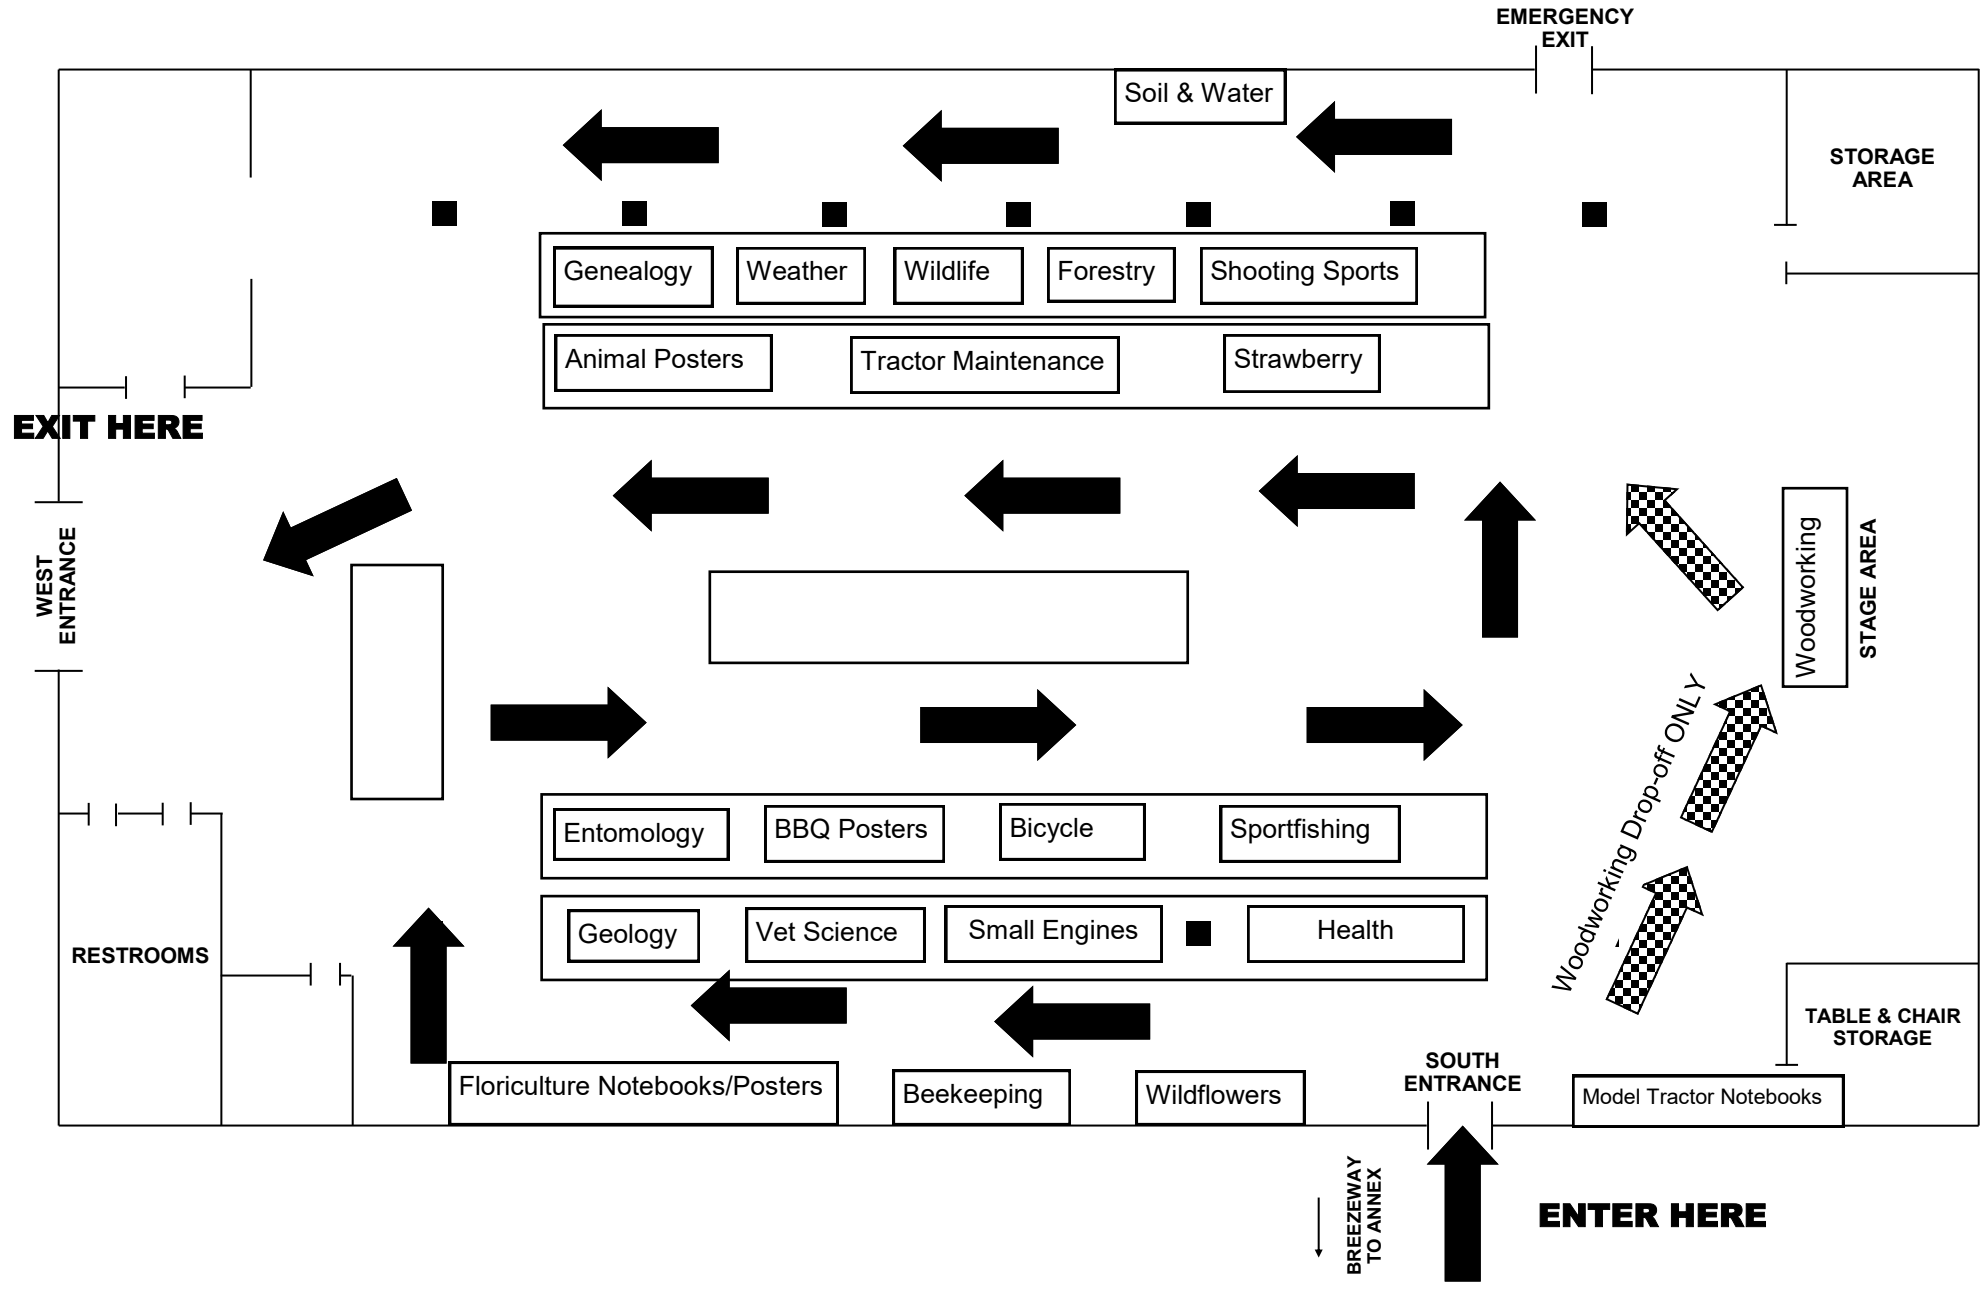 EMERGENCY
EXIT
Soil & Water
STORAGE
AREA
Genealogy
Weather
Wildlife
Forestry
Shooting Sports
Animal Posters
Tractor Maintenance
Strawberry
EXIT HERE
WEST
ENTRANCE
Woodworking
STAGE AREA
Woodworking Drop-off ONLY
Entomology
BBQ Posters
Bicycle
Sportfishing
RESTROOMS
Geology
Vet Science
Small Engines
Health
TABLE & CHAIR
STORAGE
SOUTH
ENTRANCE
Floriculture Notebooks/Posters
Beekeeping
Wildflowers
Model Tractor Notebooks
BREEZEWAY
TO ANNEX
ENTER HERE